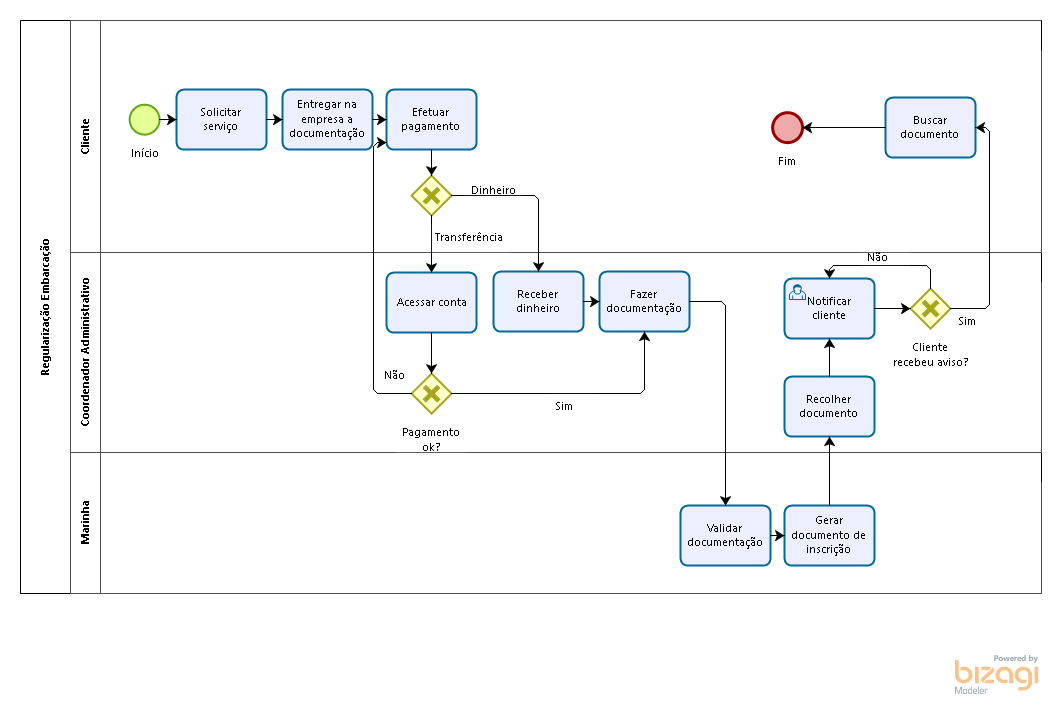 Regularização Embarcação
Cliente
Início
Solicitar
serviço
Entregar na
empresa a
documentação
Efetuar
pagamento
Dinheiro
Transferência
Fim
Buscar
documento
Coordenador Administrativo
Acessar conta
Receber
dinheiro
Fazer
documentação
Não
Pagamento
ok?
Sim
Notificar
cliente
Não
Sim
Cliente
recebeu aviso?
Recolher
documento
Marinha
Validar
documentação
Gerar
documento de
inscrição
Powered by
bizagi
Modeler